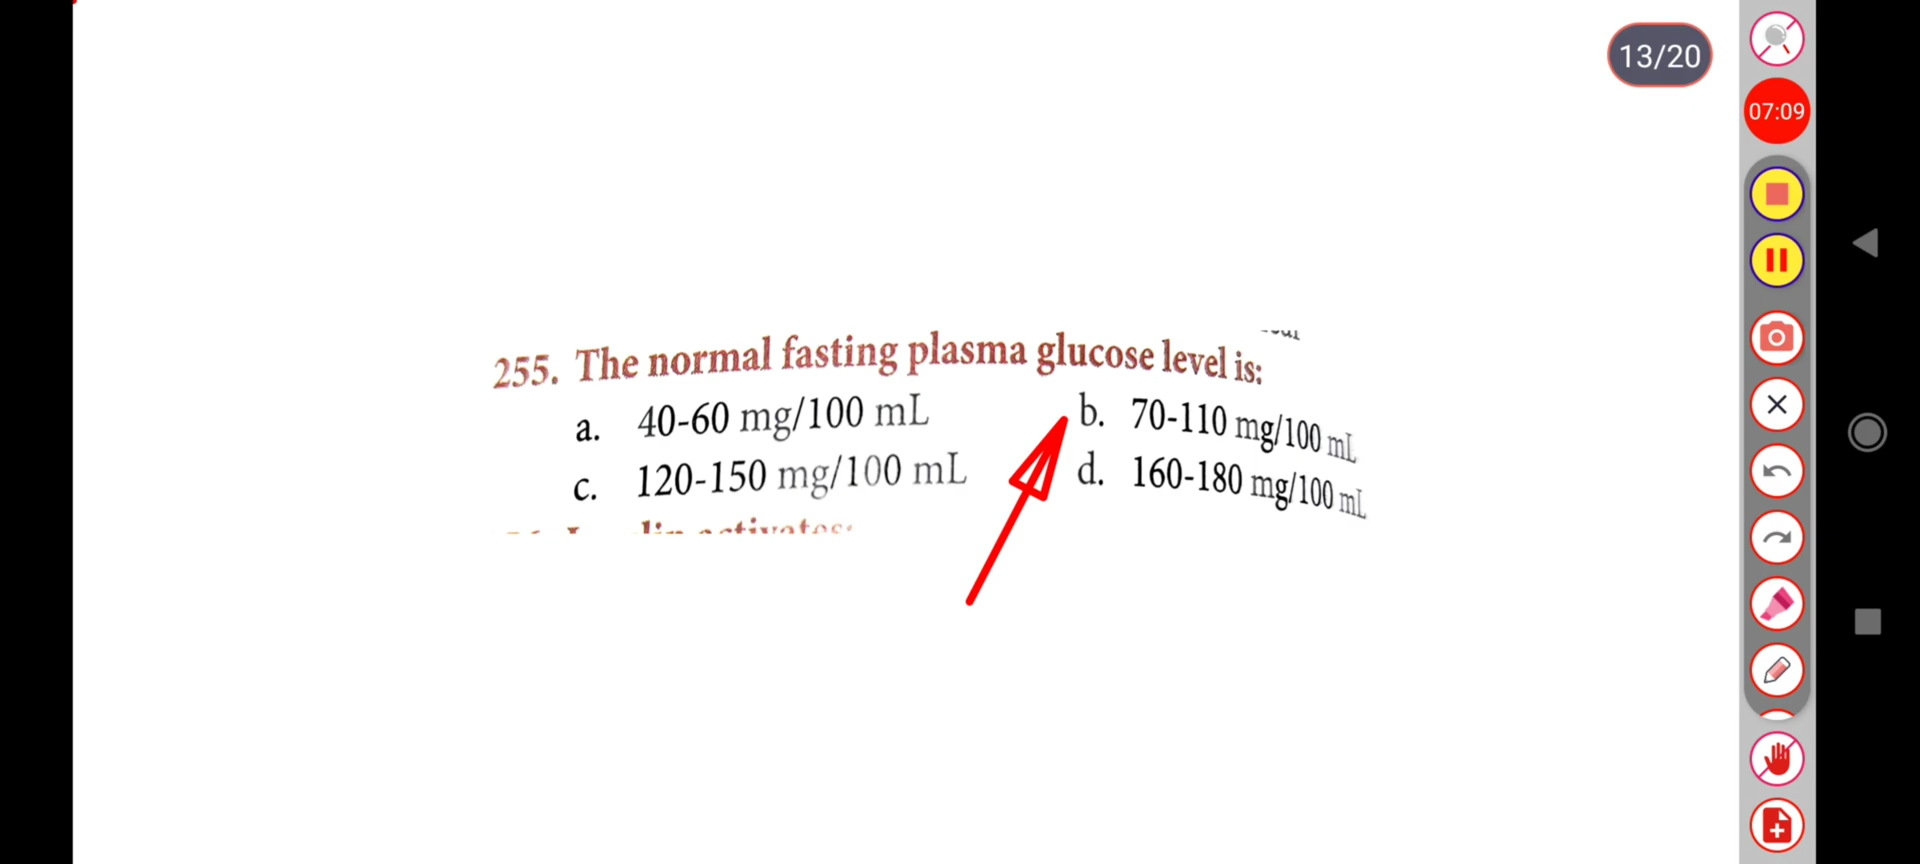 13/20
07:09
255. The normal fasting plasma glucose level is:
a. 40-60 mg/100 mL b. 70-110 mg/100 mL
c. 120-150 mg/100 mL d. 160-180 mg/100 mL
activates: